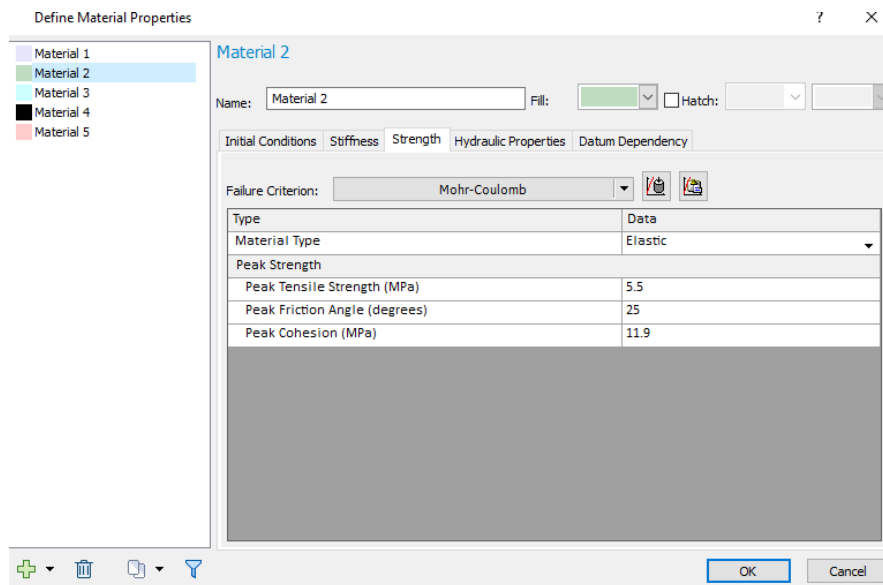 Define Material Properties ? ✕
Material 1
Material 2
Material 3
Material 4
Material 5
Material 2
Name: Material 2 Fill: Hatch:
Initial Conditions Stiffness Strength Hydraulic Properties Datum Dependency
Failure Criterion: Mohr-Coulomb
Type Data
Material Type Elastic
Peak Strength
Peak Tensile Strength (MPa) 5.5
Peak Friction Angle (degrees) 25
Peak Cohesion (MPa) 11.9
OK Cancel